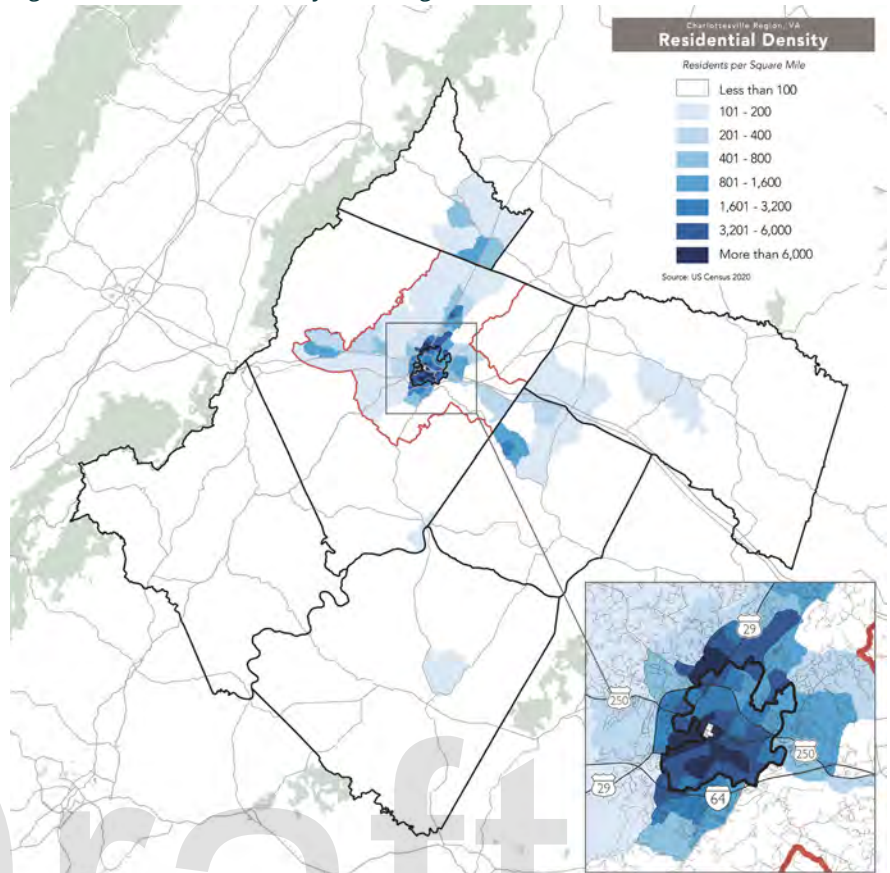 Charlottesville Region, VA
Residential Density
Residents per Square Mile
Less than 100
101 - 200
201 - 400
401 - 800
801 - 1,600
1,601 - 3,200
3,201 - 6,000
More than 6,000
Source: US Census 2020
29
250
250
29
64
Draft